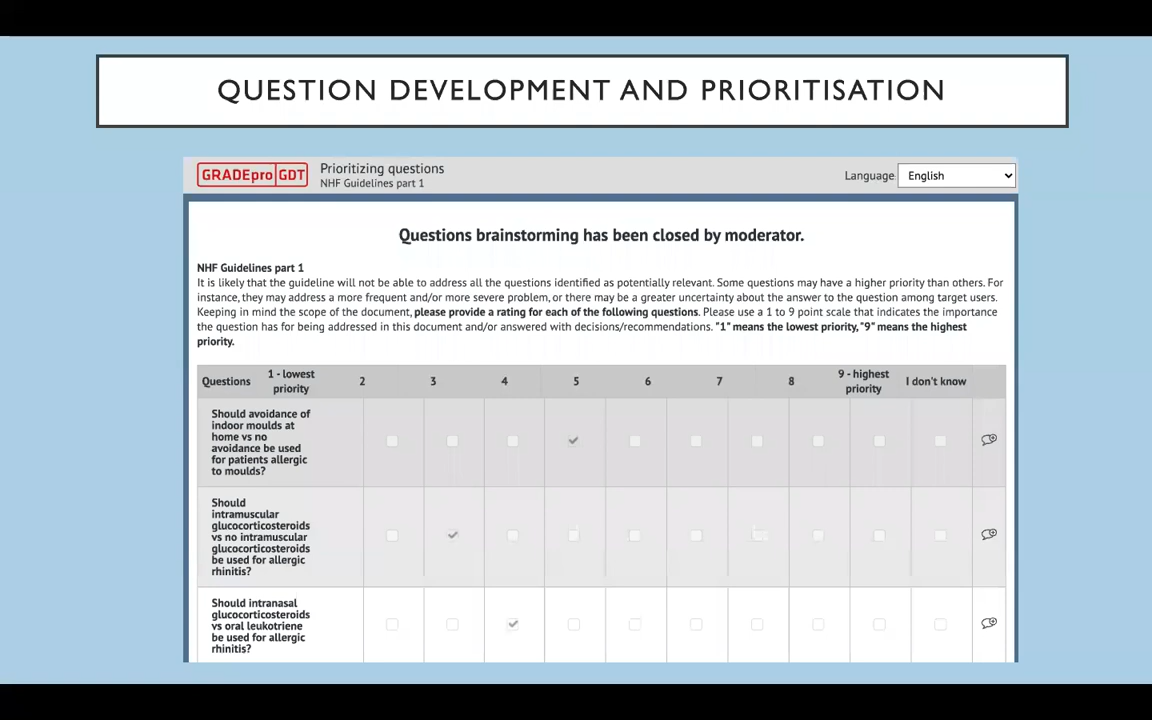 QUESTION DEVELOPMENT AND PRIORITISATION
GRADEpro GDT
Prioritizing questions
NHF Guidelines part 1
Language
English
Questions brainstorming has been closed by moderator.
NHF Guidelines part 1
It is likely that the guideline will not be able to address all the questions identified as potentially relevant. Some questions may have a higher priority than others. For
instance, they may address a more frequent and/or more severe problem, or there may be a greater uncertainty about the answer to the question among target users.
Keeping in mind the scope of the document, please provide a rating for each of the following questions. Please use a 1 to 9 point scale that indicates the importance
the question has for being addressed in this document and/or answered with decisions/recommendations. "1" means the lowest priority, "9" means the highest
priority.
Questions
1 - lowest
priority
2
3
4
5
6
7
8
9 - highest
priority
I don't know
Should avoidance of
indoor moulds at
home vs no
avoidance be used
for patients allergic
to moulds?
Should
intramuscular
glucocorticosteroids
vs no intramuscular
glucocorticosteroids
be used for allergic
rhinitis?
Should intranasal
glucocorticosteroids
vs oral leukotriene
be used for allergic
rhinitis?